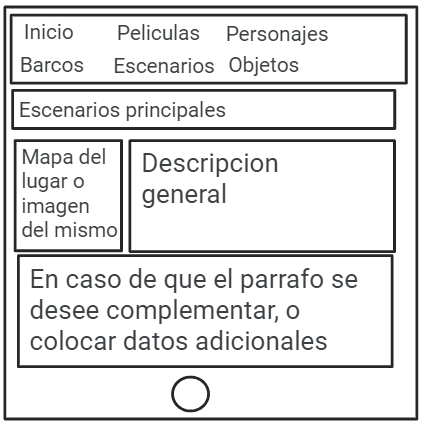 Inicio Peliculas Personajes
Barcos Escenarios Objetos
Escenarios principales
Mapa del
lugar o
imagen
del mismo
Descripcion
general
En caso de que el parrafo se
desee complementar, o
colocar datos adicionales